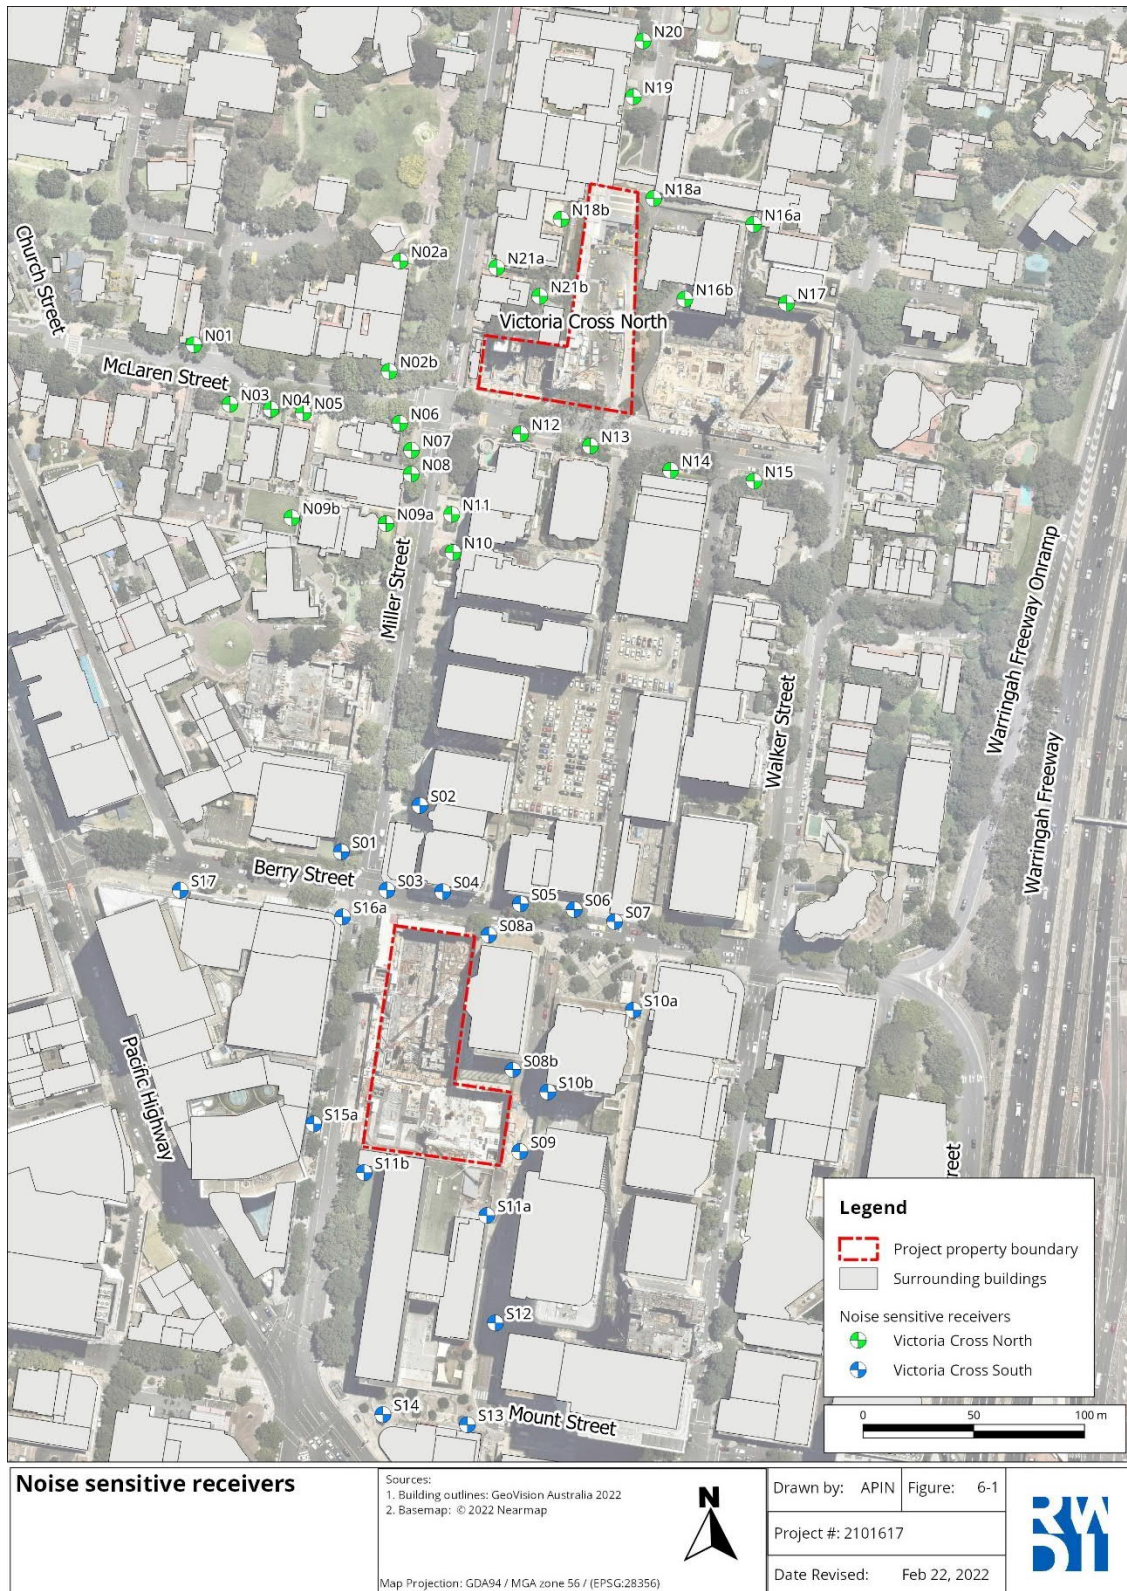 N20
N19
N18a
N18b
N16a
N02a
N21a
N21b
N16b
N17
Victoria Cross North
Church Street
N01
McLaren Street
N02b
N03
N04
N05
N06
N07
N08
N12
N13
N14
N15
N09b
N09a
N11
N10
Miller Street
Warringah Freeway Onramp
Walker Street
Warringah Freeway
S02
S01
Berry Street
S17
S03
S04
S05
S06
S07
S16a
S08a
S10a
Pacific Highway
S08b
S10b
S15a
S09
S11b
S11a
S12
S14
S13
Mount Street
street
Legend
Project property boundary
Surrounding buildings
Noise sensitive receivers
Victoria Cross North
Victoria Cross South
0 50 100 m
Noise sensitive receivers
Sources:
1. Building outlines: GeoVision Australia 2022
2. Basemap: © 2022 Nearmap
Map Projection: GDA94 / MGA zone 56 / (EPSG:28356)
N
Drawn by: APIN Figure: 6-1
Project #: 2101617
Date Revised: Feb 22, 2022
RWDI